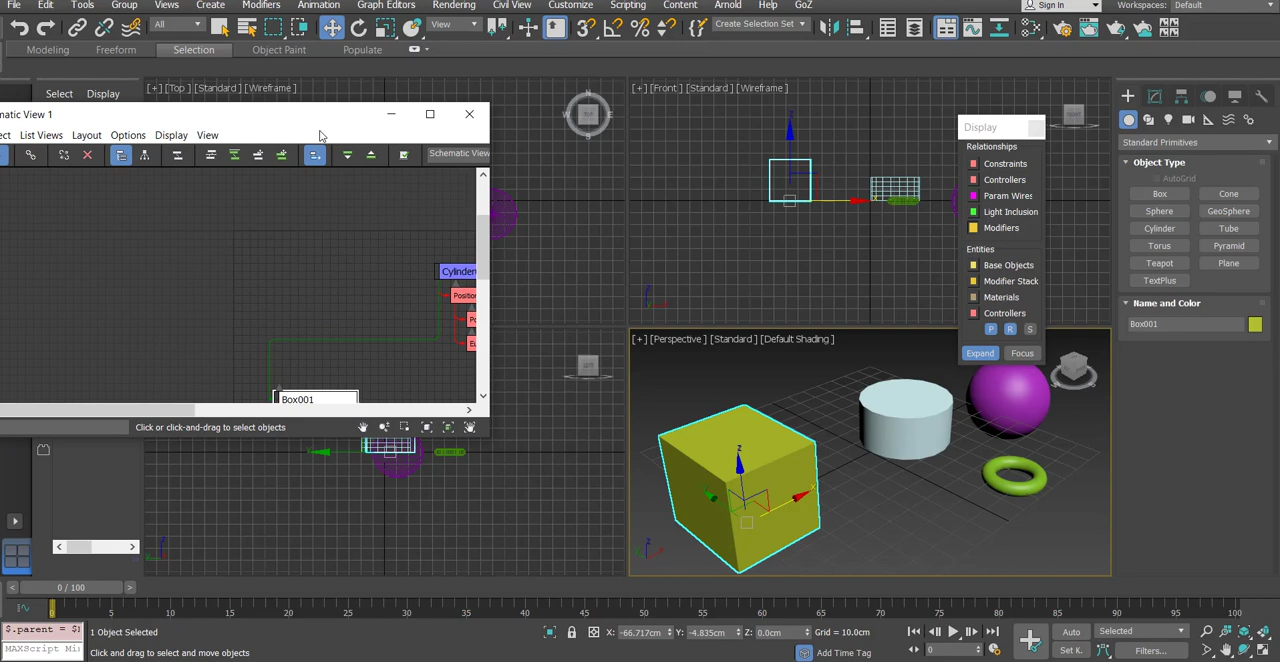 File Edit Tools Group Views Create Modifiers Animation Graph Editors Rendering Civil View Customize Scripting Content Arnold Help GoZ Sign In Workspaces: Default
All View Create Selection Set
Modeling Freeform Selection Object Paint Populate
Select Display
[+] [Top] [Standard] [Wireframe]
[+] [Front] [Standard] [Wireframe]
matic View 1
ect List Views Layout Options Display View
Schematic View
Cylinder
Position
Po
Eu
Box001
Click or click-and-drag to select objects
N
W
E
S
TOP
FRONT
LEFT
Display
Relationships
Constraints
Controllers
Param Wires
Light Inclusion
Modifiers
Entities
Base Objects
Modifier Stack
Materials
Controllers
P R S
Expand Focus
Standard Primitives
Object Type
AutoGrid
Box Cone
Sphere GeoSphere
Cylinder Tube
Torus Pyramid
Teapot Plane
TextPlus
Name and Color
Box001
[+] [Perspective] [Standard] [Default Shading]
0 / 100
0 5 10 15 20 25 30 35 40 45 50 55 60 65 70 75 80 85 90 95 100
$.parent = $
MAXScript Mi
1 Object Selected
Click and drag to select and move objects
X: -66.717cm Y: -4.835cm Z: 0.0cm Grid = 10.0cm
Add Time Tag
0
Auto Selected
Set K. Filters...